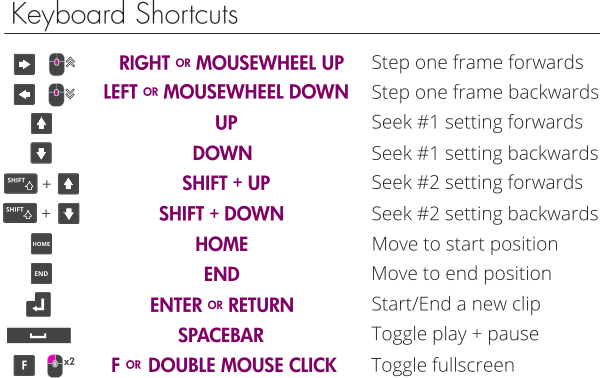 Keyboard Shortcuts
RIGHT OR MOUSEWHEEL UP Step one frame forwards
LEFT OR MOUSEWHEEL DOWN Step one frame backwards
UP Seek #1 setting forwards
DOWN Seek #1 setting backwards
SHIFT + SHIFT + UP Seek #2 setting forwards
SHIFT + SHIFT + DOWN Seek #2 setting backwards
HOME HOME Move to start position
END END Move to end position
ENTER OR RETURN Start/End a new clip
SPACEBAR Toggle play + pause
F x2 F OR DOUBLE MOUSE CLICK Toggle fullscreen